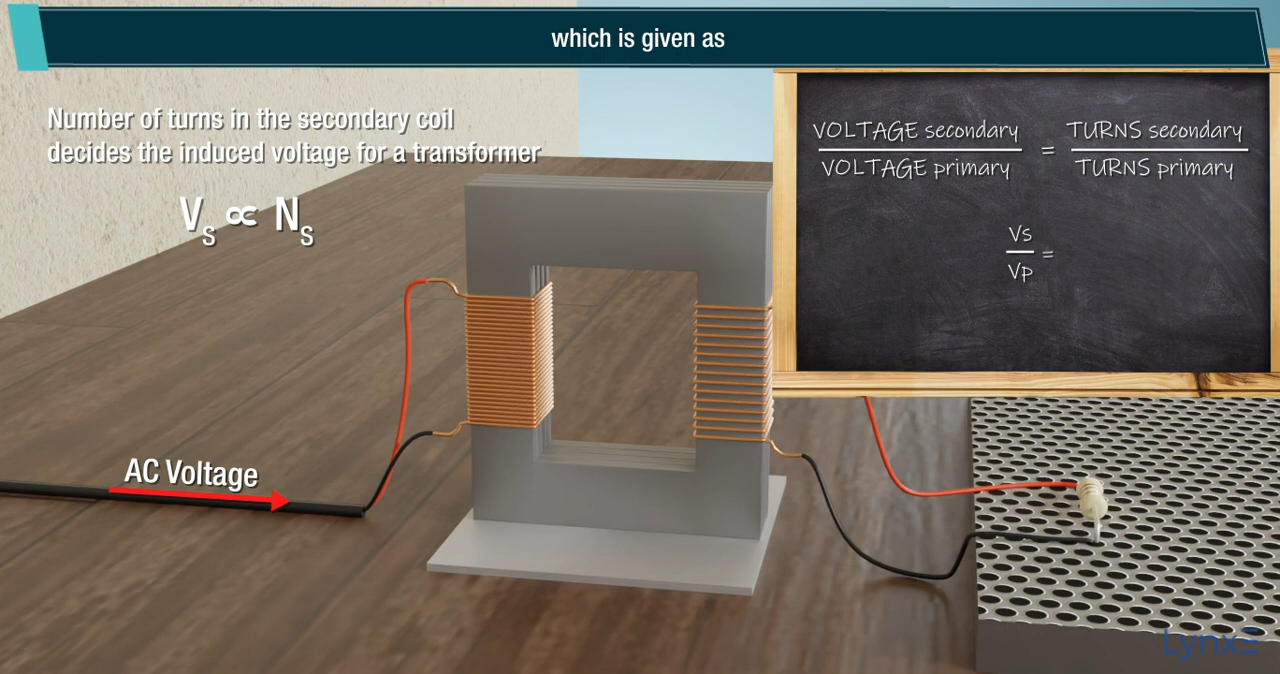 which is given as
Number of turns in the secondary coil
decides the induced voltage for a transformer
Vs ∝ Ns
VOLTAGE secondary / VOLTAGE primary = TURNS secondary / TURNS primary
Vs / Vp =
AC Voltage
LynxE